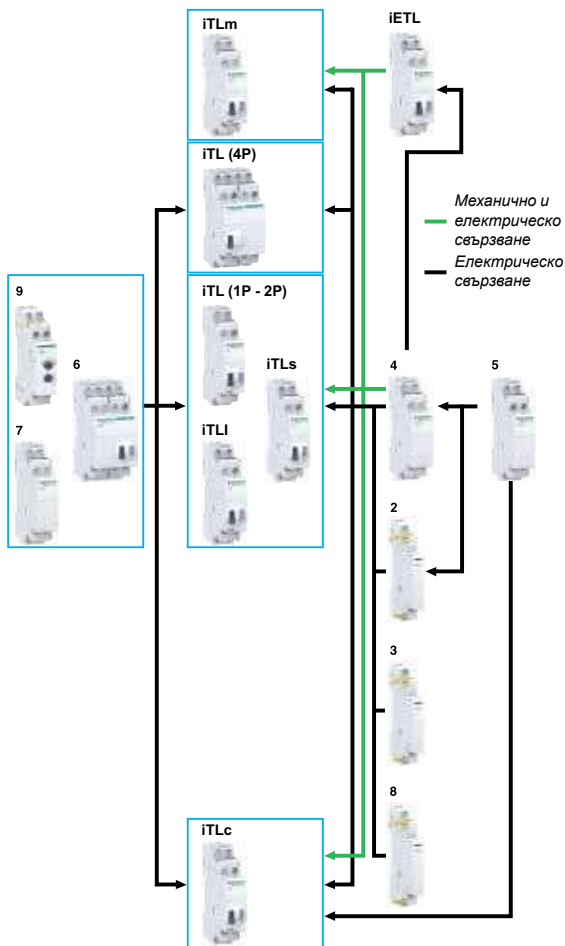 iTLm
iETL
iTL (4P)
Механично и
електрическо
свързване
Електрическо
свързване
iTL (1P - 2P)
9
6
iTLs
4
5
7
iTLI
2
3
8
iTLc